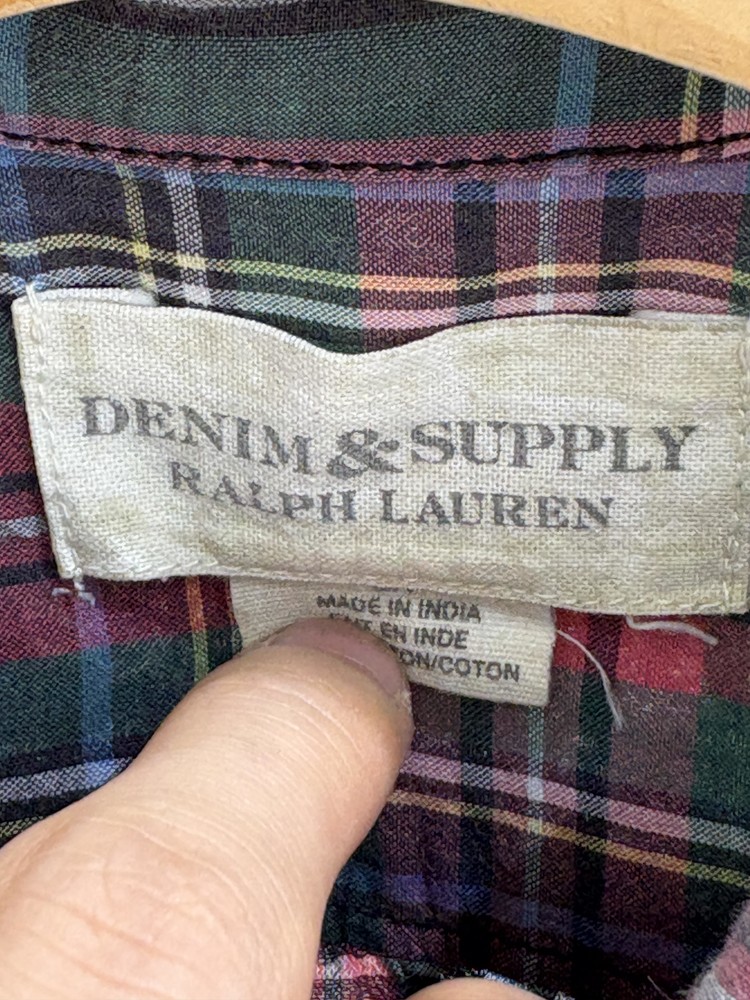 DENIM & SUPPLY
RALPH LAUREN
MADE IN INDIA
EN INDE
/COTON